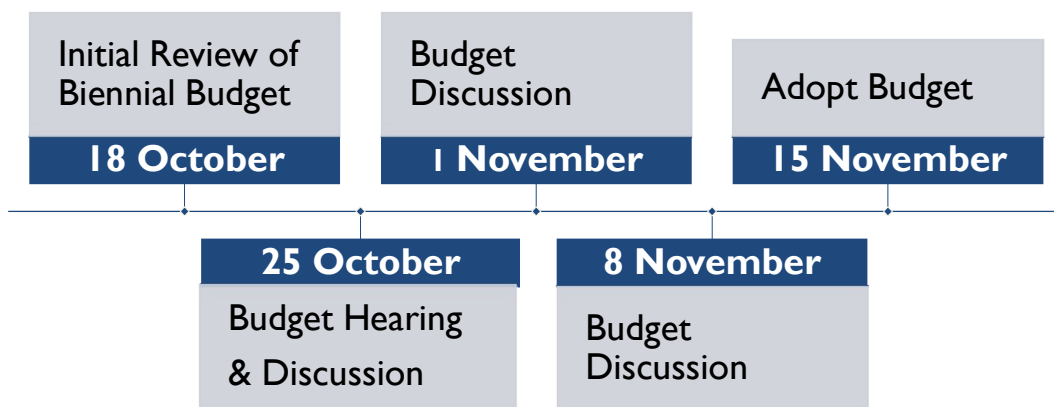 Initial Review of
Biennial Budget
18 October
Budget
Discussion
1 November
Adopt Budget
15 November
25 October
Budget Hearing
& Discussion
8 November
Budget
Discussion